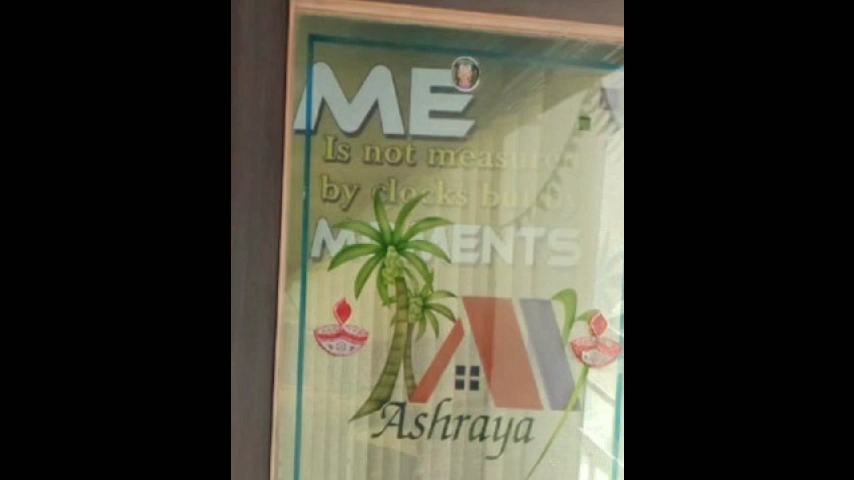 ME
Is not measured
by clocks but by
MOMENTS
Ashraya